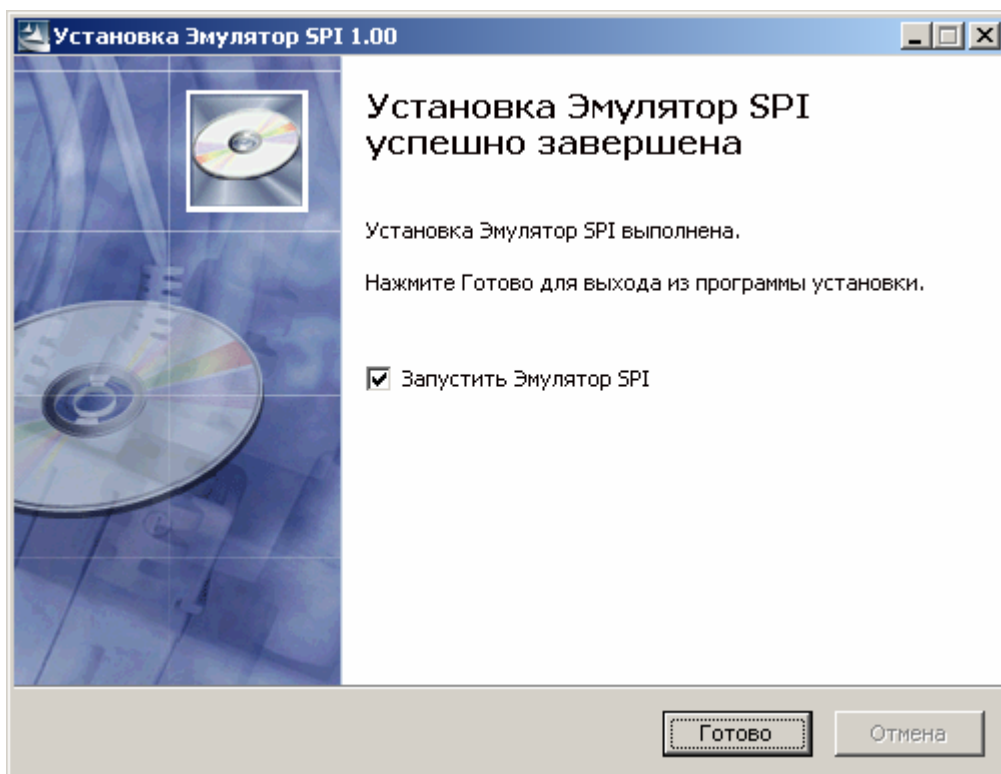 Установка Эмулятор SPI 1.00
Установка Эмулятор SPI
успешно завершена
Установка Эмулятор SPI выполнена.
Нажмите Готово для выхода из программы установки.
Запустить Эмулятор SPI
Готово
Отмена